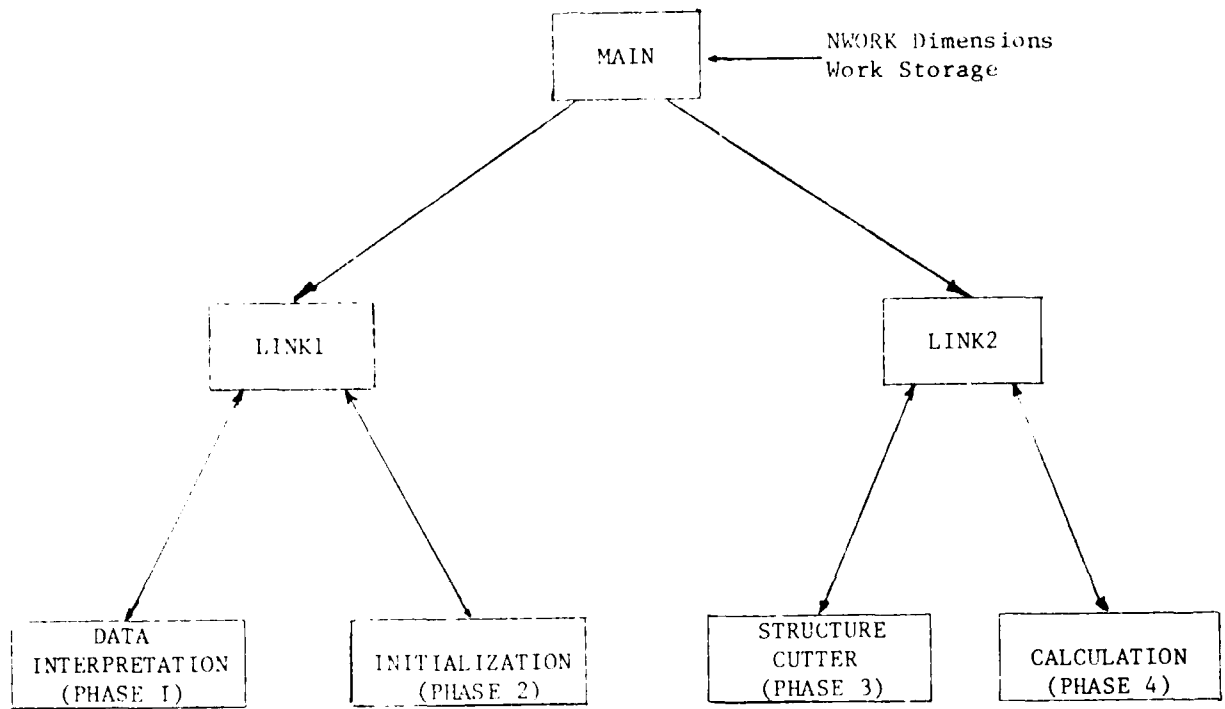 MAIN
NWORK Dimensions
Work Storage
LINK1
LINK2
DATA
INTERPRETATION
(PHASE 1)
INITIALIZATION
(PHASE 2)
STRUCTURE
CUTTER
(PHASE 3)
CALCULATION
(PHASE 4)